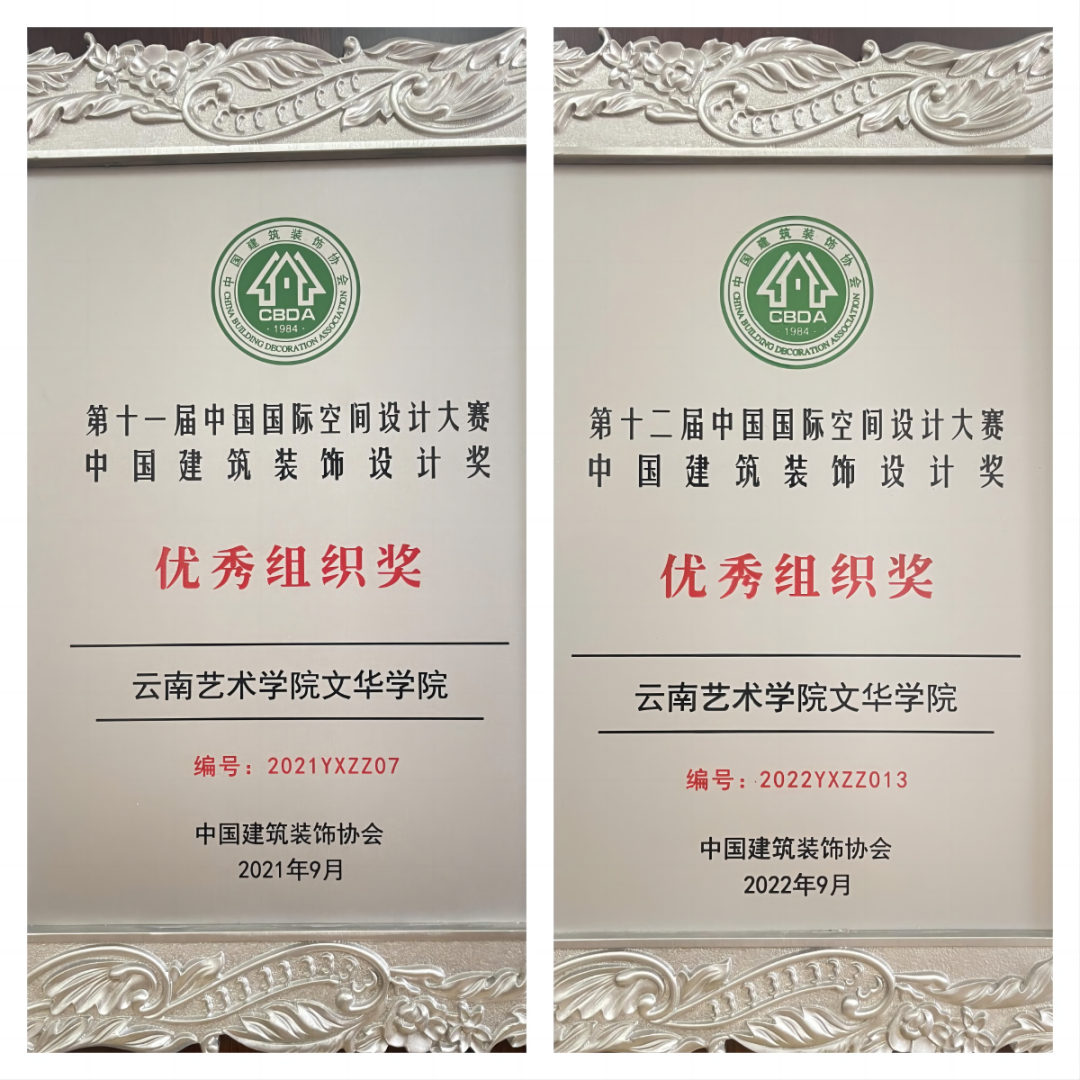 中国建筑装饰协会
CBDA
·1984·
CHINA BUILDING DECORATION ASSOCIATION
第十一届中国国际空间设计大赛
中国建筑装饰设计奖
优秀组织奖
云南艺术学院文华学院
编号：2021YXZZ07
中国建筑装饰协会
2021年9月
中国建筑装饰协会
CBDA
·1984·
CHINA BUILDING DECORATION ASSOCIATION
第十二届中国国际空间设计大赛
中国建筑装饰设计奖
优秀组织奖
云南艺术学院文华学院
编号：2022YXZZ013
中国建筑装饰协会
2022年9月